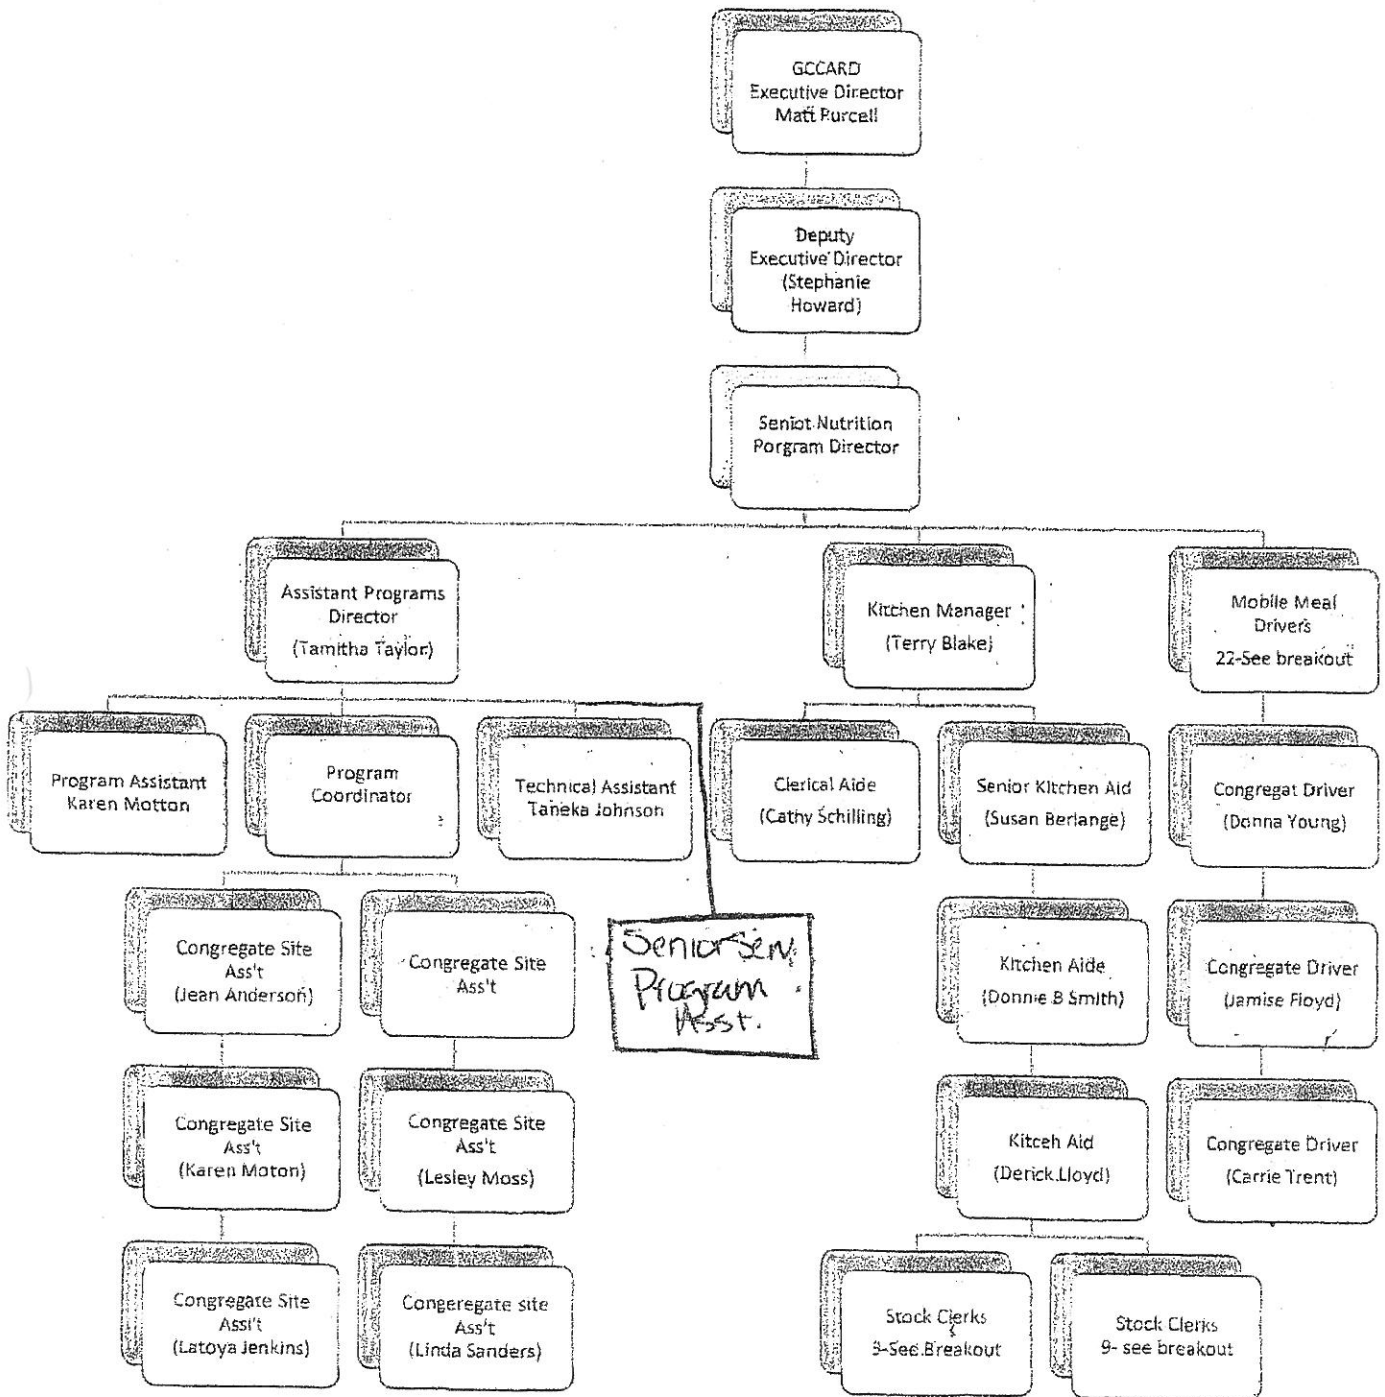 GCCARD
Executive Director
Matt Purcell
Deputy
Executive Director
(Stephanie
Howard)
Seniot Nutrition
Porgram Director
Assistant Programs
Director
(Tamitha Taylor)
Kitchen Manager
(Terry Blake)
Mobile Meal
Drivers
22-See breakout
Program Assistant
Karen Motton
Program
Coordinator
Technical Assistant
Taneka Johnson
Clerical Aide
(Cathy Schilling)
Senior Kitchen Aid
(Susan Berlange)
Congregat Driver
(Donna Young)
Congregate Site
Ass't
(Jean Anderson)
Congregate Site
Ass't
Senior Serv.
Program
Asst.
Kitchen Aide
(Donnie B Smith)
Congregate Driver
(Jamise Floyd)
Congregate Site
Ass't
(Karen Moton)
Congregate Site
Ass't
(Lesley Moss)
Kitceh Aid
(Derick Lloyd)
Congregate Driver
(Carrie Trent)
Congregate Site
Assi't
(Latoya Jenkins)
Congeregate site
Ass't
(Linda Sanders)
Stock Clerks
3-See Breakout
Stock Clerks
9- see breakout